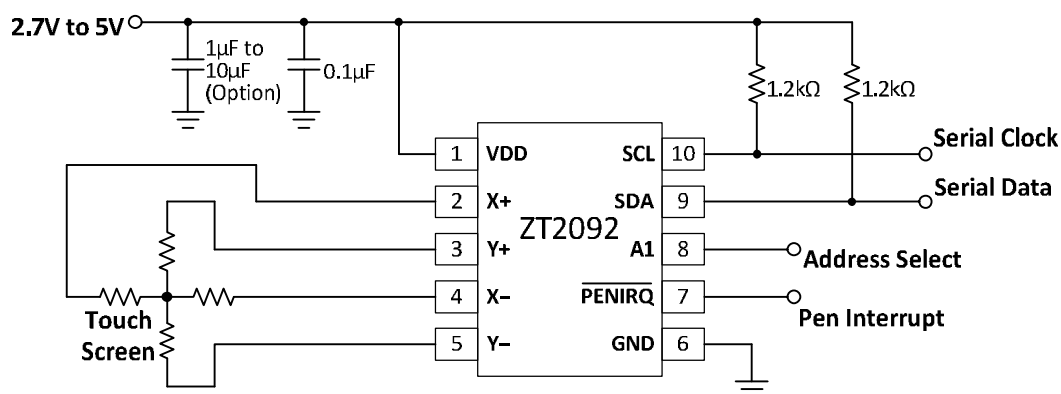 2.7V to 5V
1µF to
10µF
(Option)
0.1µF
1.2kΩ
1.2kΩ
1 VDD
2 X+
3 Y+
4 X−
5 Y−
ZT2092
SCL 10
SDA 9
A1 8
PENIRQ 7
GND 6
Serial Clock
Serial Data
Address Select
Pen Interrupt
Touch
Screen